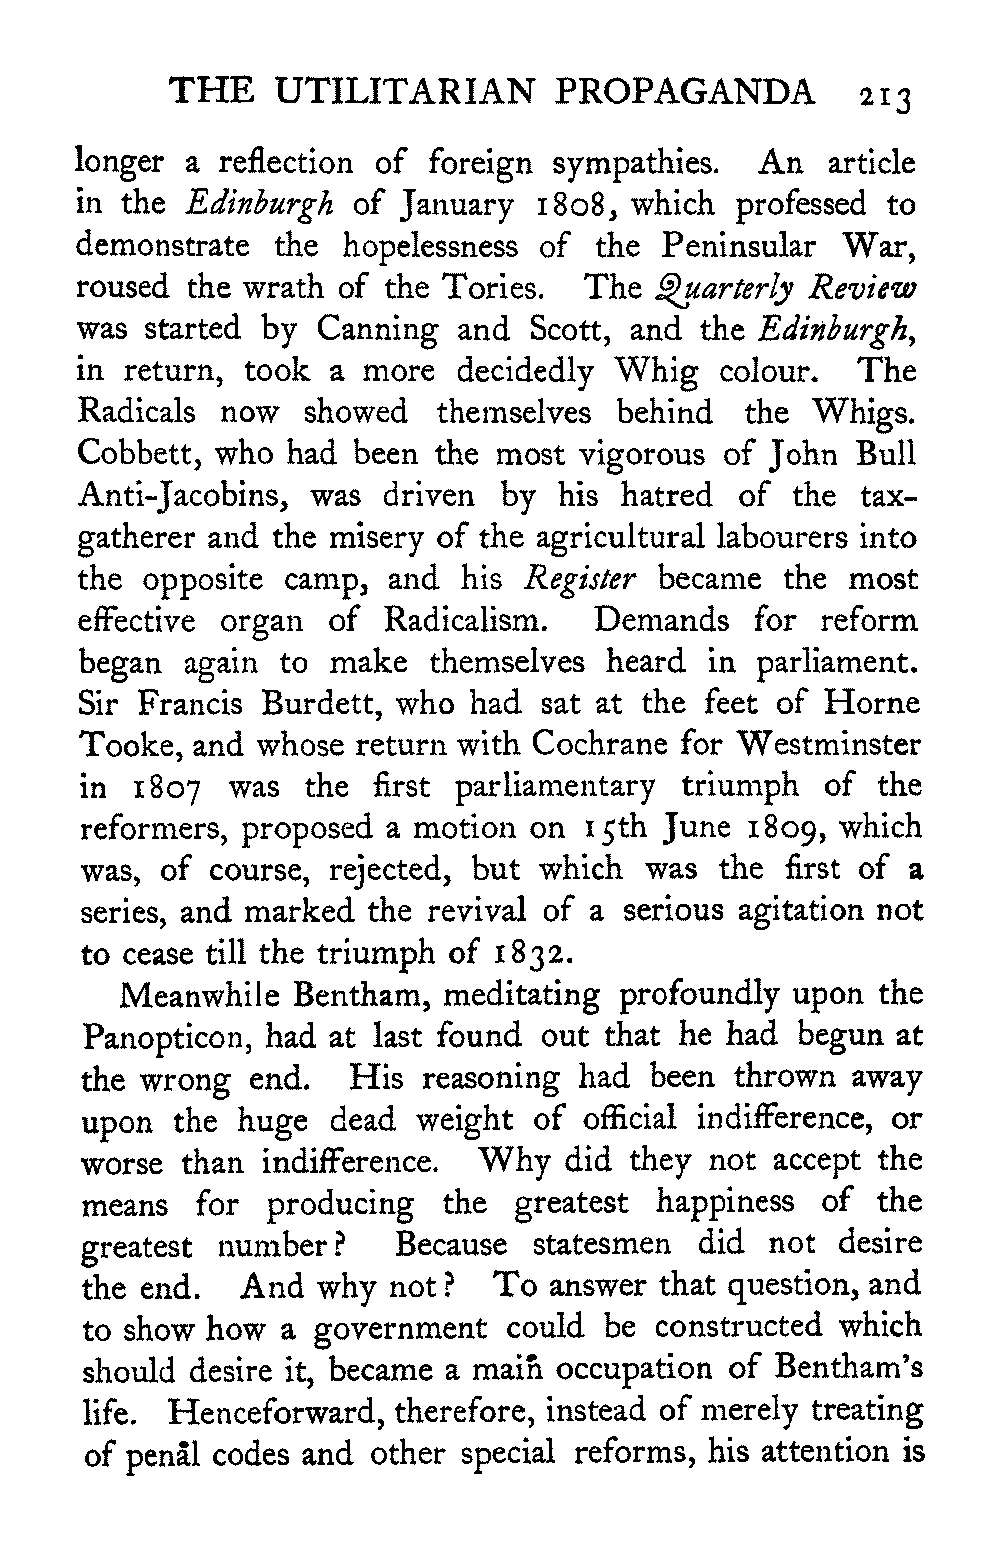 THE UTILITARIAN PROPAGANDA 213
longer a reflection of foreign sympathies. An article
in the Edinburgh of January 1808, which professed to
demonstrate the hopelessness of the Peninsular War,
roused the wrath of the Tories. The Quarterly Review
was started by Canning and Scott, and the Edinburgh,
in return, took a more decidedly Whig colour. The
Radicals now showed themselves behind the Whigs.
Cobbett, who had been the most vigorous of John Bull
Anti-Jacobins, was driven by his hatred of the tax-
gatherer and the misery of the agricultural labourers into
the opposite camp, and his Register became the most
effective organ of Radicalism. Demands for reform
began again to make themselves heard in parliament.
Sir Francis Burdett, who had sat at the feet of Horne
Tooke, and whose return with Cochrane for Westminster
in 1807 was the first parliamentary triumph of the
reformers, proposed a motion on 15th June 1809, which
was, of course, rejected, but which was the first of a
series, and marked the revival of a serious agitation not
to cease till the triumph of 1832.
Meanwhile Bentham, meditating profoundly upon the
Panopticon, had at last found out that he had begun at
the wrong end. His reasoning had been thrown away
upon the huge dead weight of official indifference, or
worse than indifference. Why did they not accept the
means for producing the greatest happiness of the
greatest number? Because statesmen did not desire
the end. And why not? To answer that question, and
to show how a government could be constructed which
should desire it, became a main occupation of Bentham's
life. Henceforward, therefore, instead of merely treating
of penal codes and other special reforms, his attention is